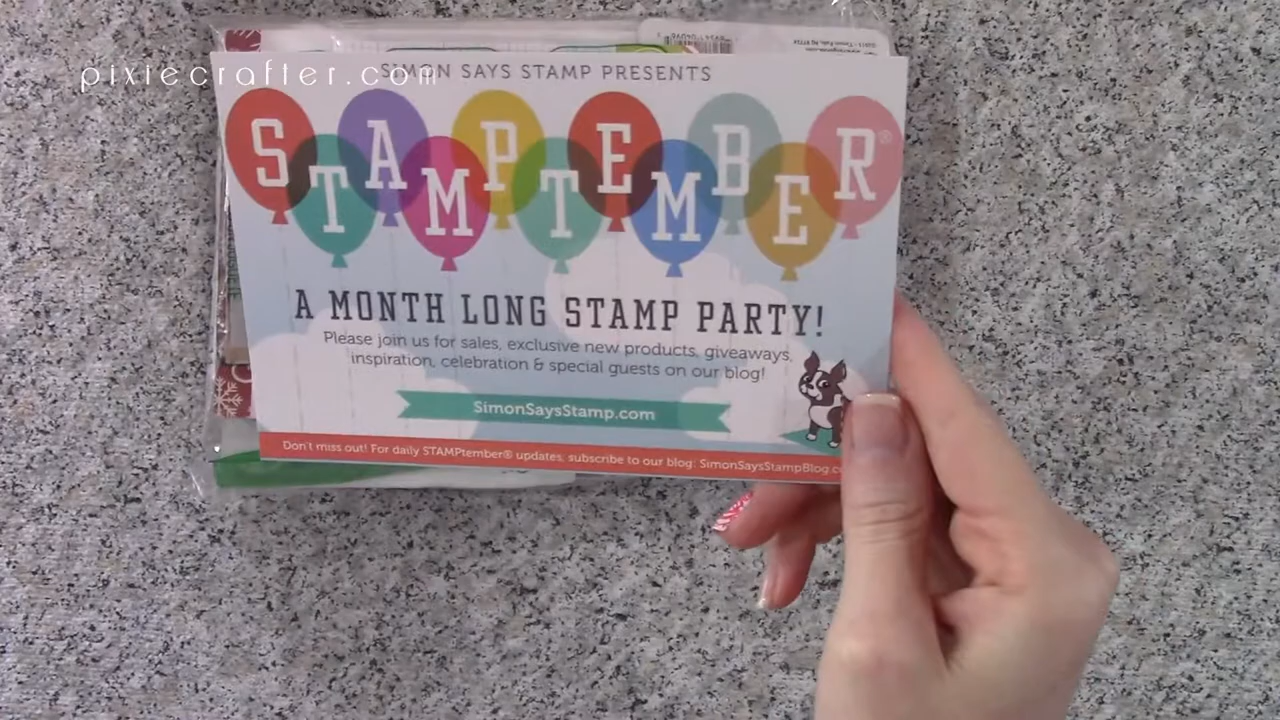 pixiecrafter.com
SIMON SAYS STAMP PRESENTS
STAMPTEMBER®
A MONTH LONG STAMP PARTY!
Please join us for sales, exclusive new products, giveaways,
inspiration, celebration & special guests on our blog!
SimonSaysStamp.com
Don't miss out! For daily STAMPtember® updates, subscribe to our blog: SimonSaysStampBlog.co